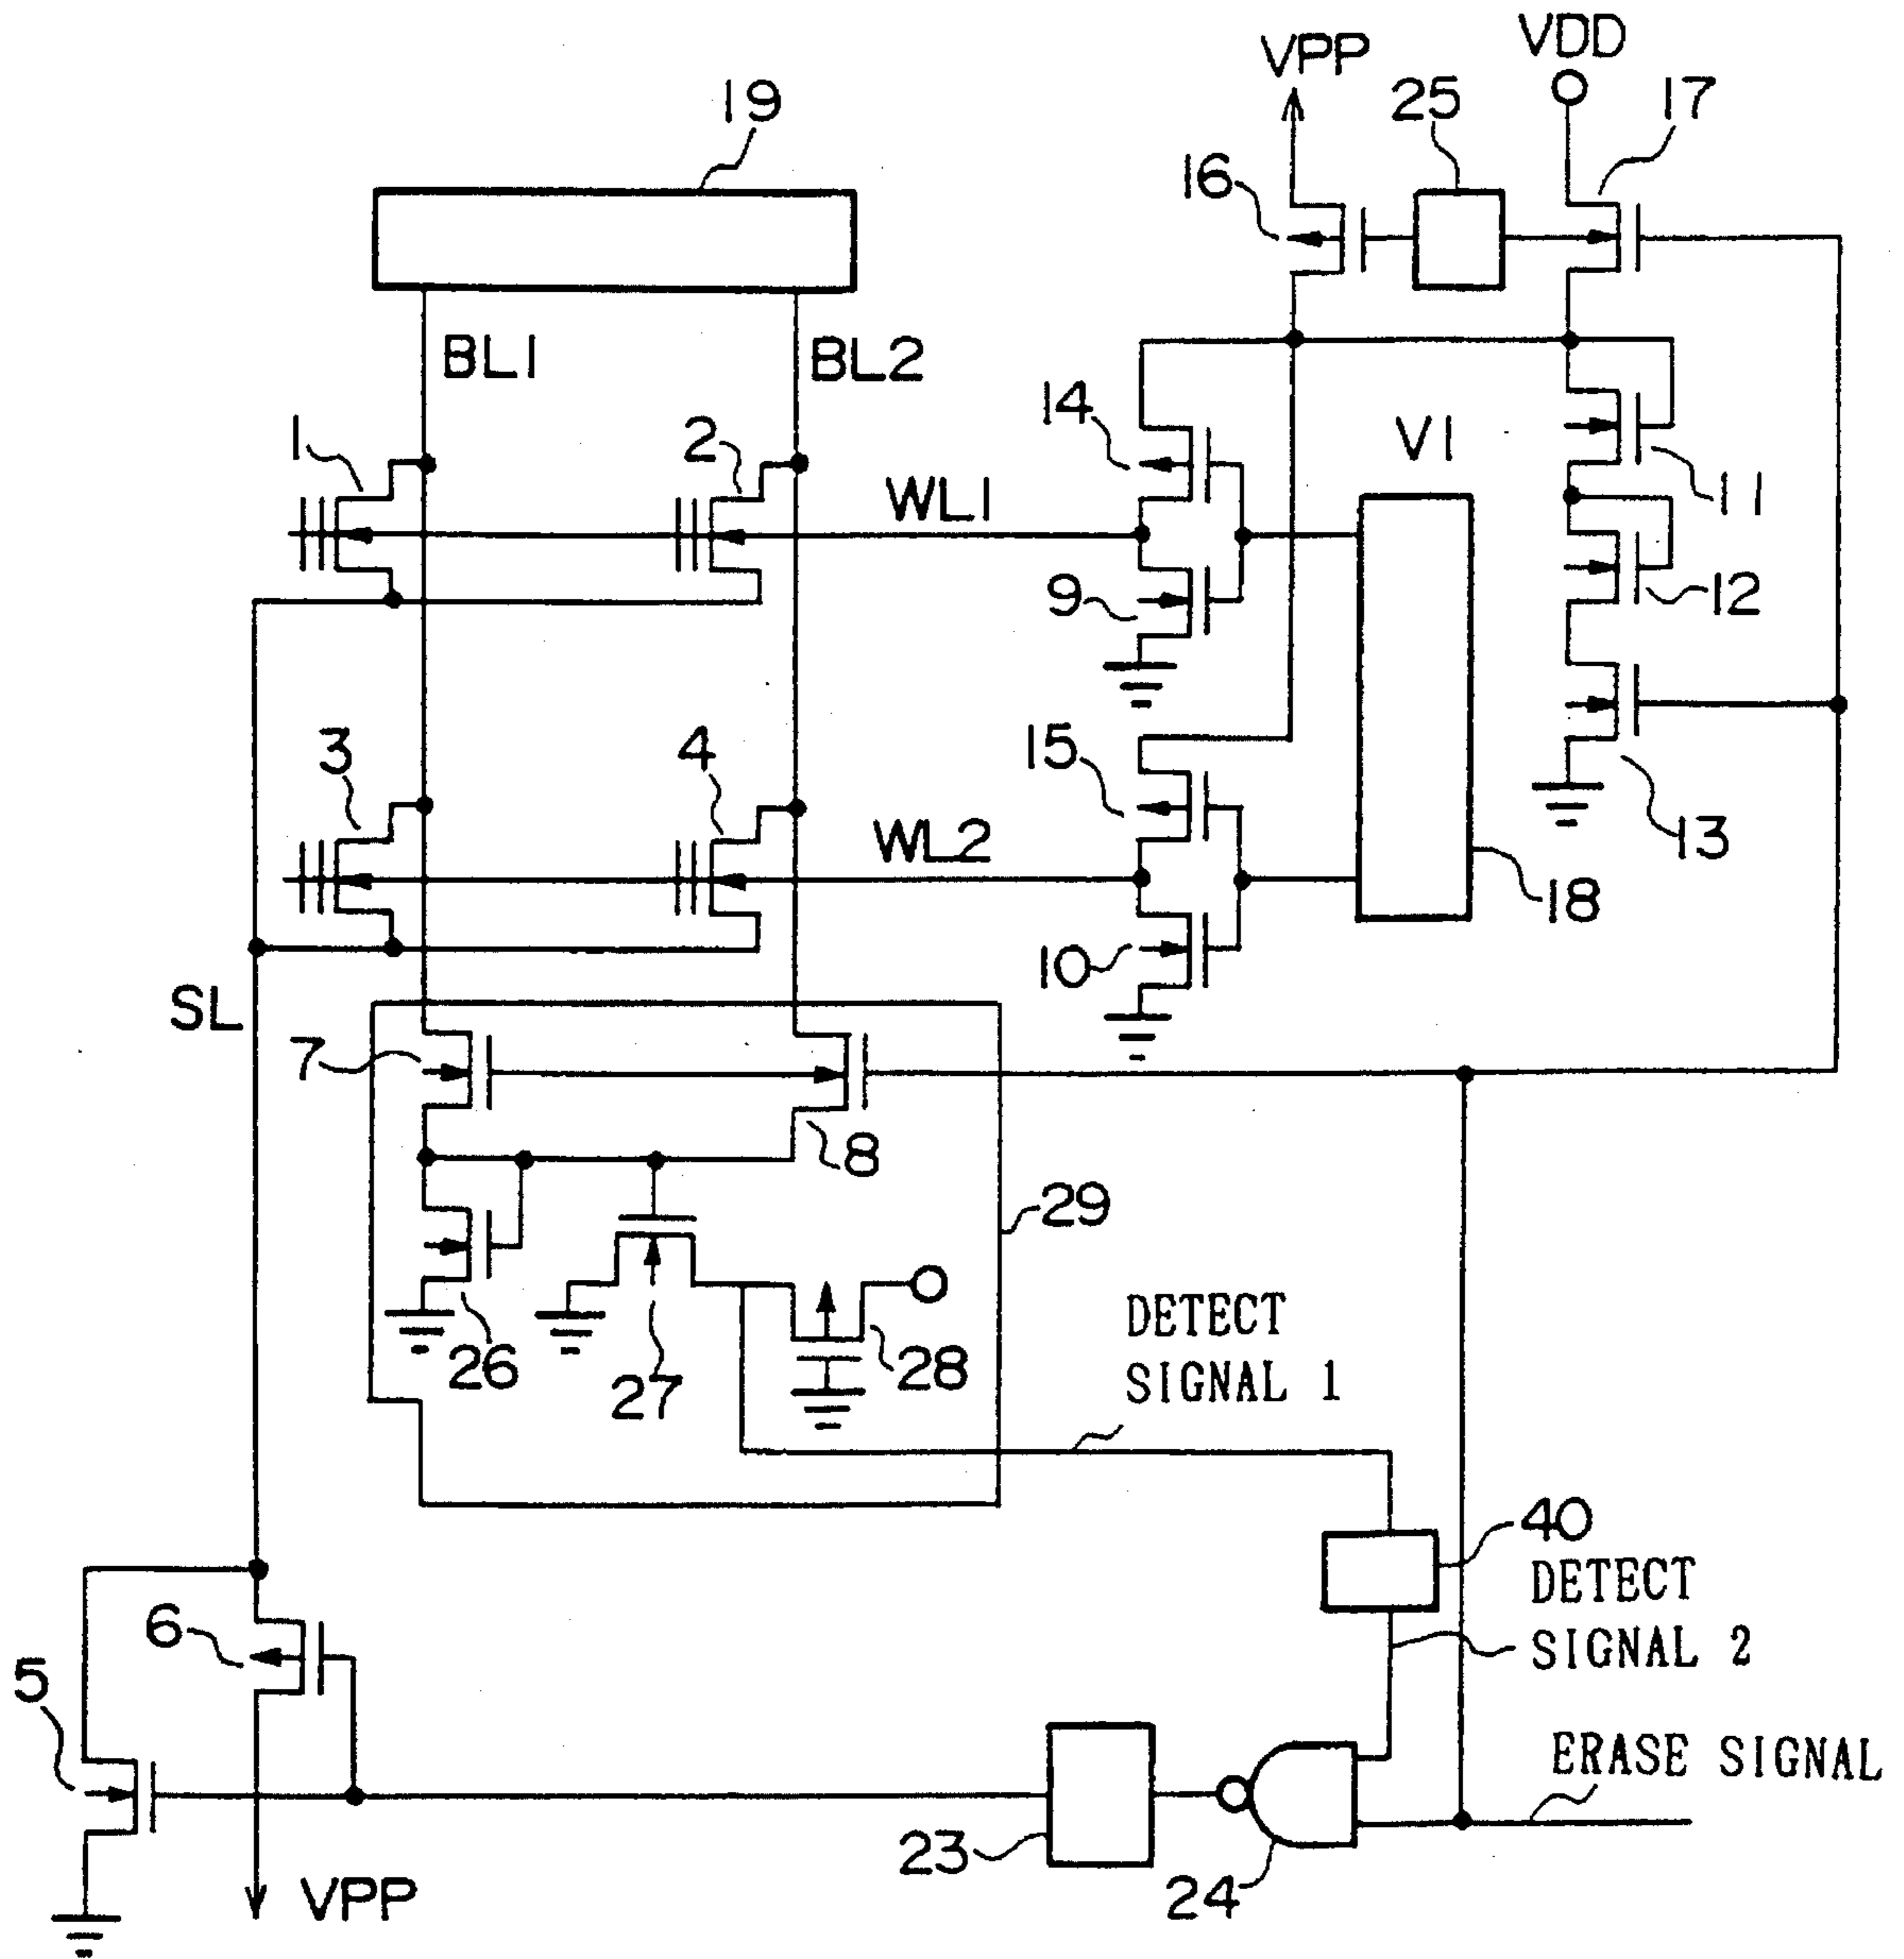 VPP
VDD
19
25
17
16
BL1
BL2
14
V1
1
2
WL1
11
9
12
3
4
15
WL2
13
18
10
SL
7
8
29
26
27
28
DETECT
SIGNAL 1
40
DETECT
SIGNAL 2
6
5
ERASE SIGNAL
23
24
VPP